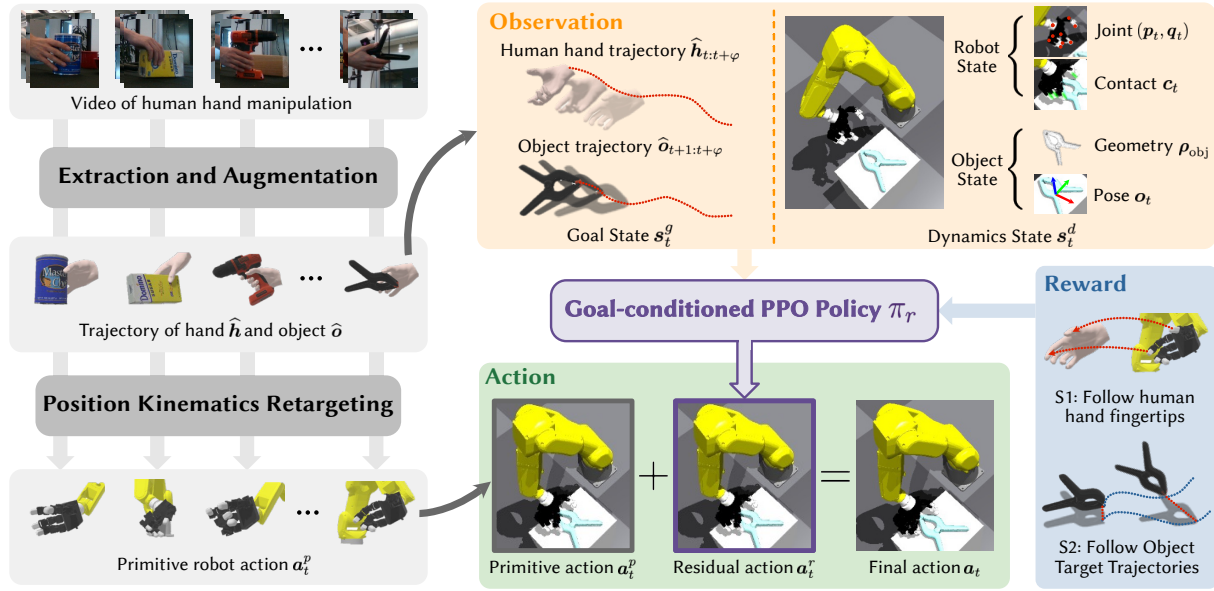 Video of human hand manipulation
Extraction and Augmentation
Trajectory of hand ĥ and object ô
Position Kinematics Retargeting
Primitive robot action a_t^p
Observation
Human hand trajectory ĥ_{t:t+φ}
Object trajectory ô_{t+1:t+φ}
Goal State s_t^g
Robot
State
Joint (p_t, q_t)
Contact c_t
Object
State
Geometry ρ_obj
Pose o_t
Dynamics State s_t^d
Goal-conditioned PPO Policy π_r
Action
+
=
Primitive action a_t^p
Residual action a_t^r
Final action a_t
Reward
S1: Follow human
hand fingertips
S2: Follow Object
Target Trajectories